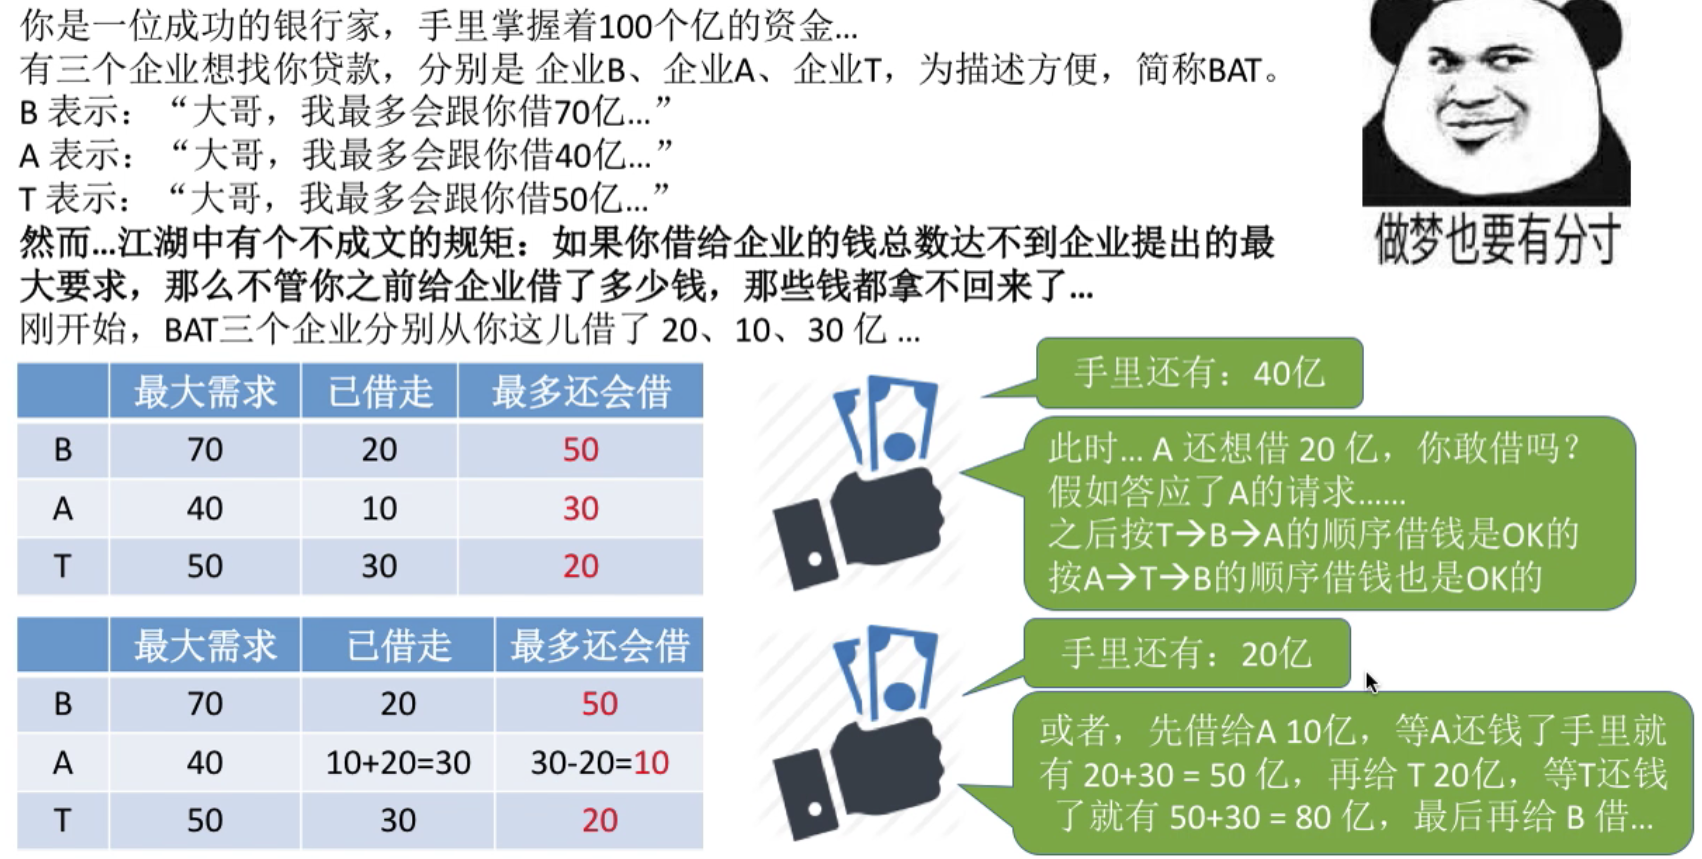 你是一位成功的银行家，手里掌握着100个亿的资金...
有三个企业想找你贷款，分别是 企业B、企业A、企业T，为描述方便，简称BAT。
B 表示：“大哥，我最多会跟你借70亿...”
A 表示：“大哥，我最多会跟你借40亿...”
T 表示：“大哥，我最多会跟你借50亿...”
然而...江湖中有个不成文的规矩：如果你借给企业的钱总数达不到企业提出的最
大要求，那么不管你之前给企业借了多少钱，那些钱都拿不回来了...
刚开始，BAT三个企业分别从你这儿借了 20、10、30 亿 ...
做梦也要有分寸
最大需求 已借走 最多还会借
B 70 20 50
A 40 10 30
T 50 30 20
手里还有：40亿
此时... A 还想借 20 亿，你敢借吗？
假如答应了A的请求......
之后按T→B→A的顺序借钱是OK的
按A→T→B的顺序借钱也是OK的
最大需求 已借走 最多还会借
B 70 20 50
A 40 10+20=30 30-20=10
T 50 30 20
手里还有：20亿
或者，先借给A 10亿，等A还钱了手里就
有 20+30 = 50 亿，再给 T 20亿，等T还钱
了就有 50+30 = 80 亿，最后再给 B 借...